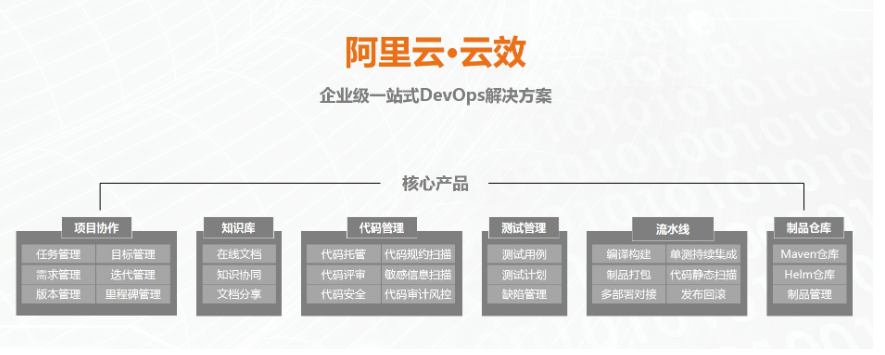 阿里云·云效
企业级一站式DevOps解决方案
核心产品
项目协作
任务管理 目标管理
需求管理 迭代管理
版本管理 里程碑管理
知识库
在线文档
知识协同
文档分享
代码管理
代码托管 代码规约扫描
代码评审 敏感信息扫描
代码安全 代码审计风控
测试管理
测试用例
测试计划
缺陷管理
流水线
编译构建 单测持续集成
制品打包 代码静态扫描
多部署对接 发布回滚
制品仓库
Maven仓库
Helm仓库
制品管理